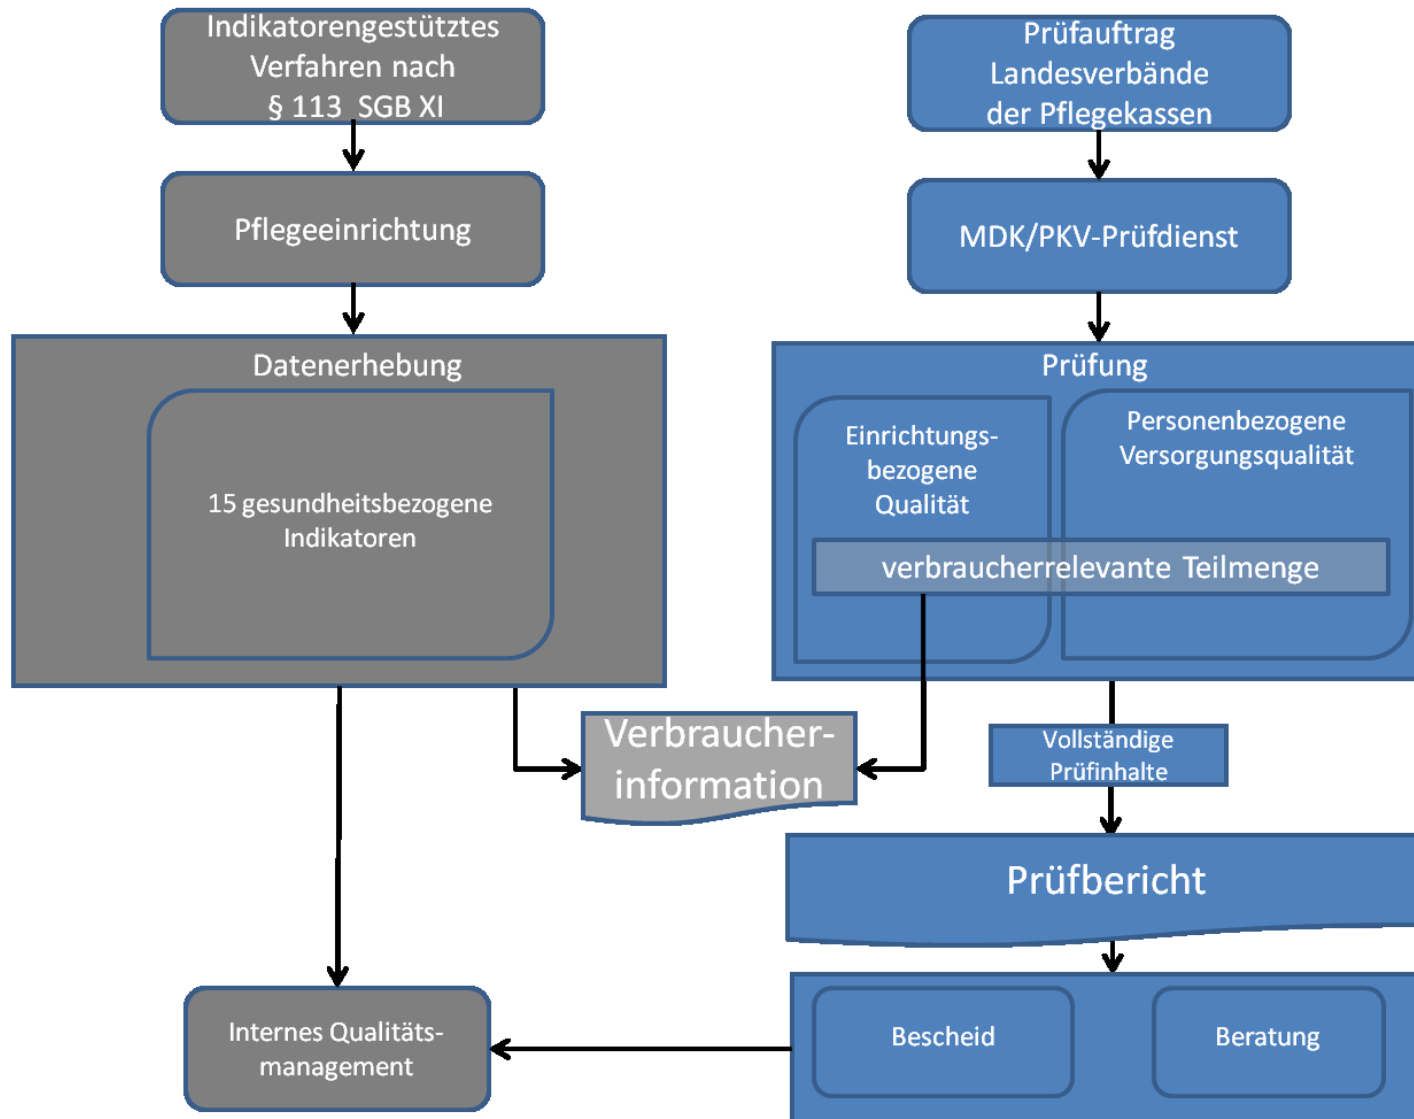 Indikatorengestütztes
Verfahren nach
§ 113 SGB XI
Pflegeeinrichtung
Datenerhebung
15 gesundheitsbezogene
Indikatoren
Prüfauftrag
Landesverbände
der Pflegekassen
MDK/PKV-Prüfdienst
Prüfung
Einrichtungs-
bezogene
Qualität
Personenbezogene
Versorgungsqualität
verbraucherrelevante Teilmenge
Verbraucher-
information
Vollständige
Prüfinhalte
Prüfbericht
Bescheid
Beratung
Internes Qualitäts-
management